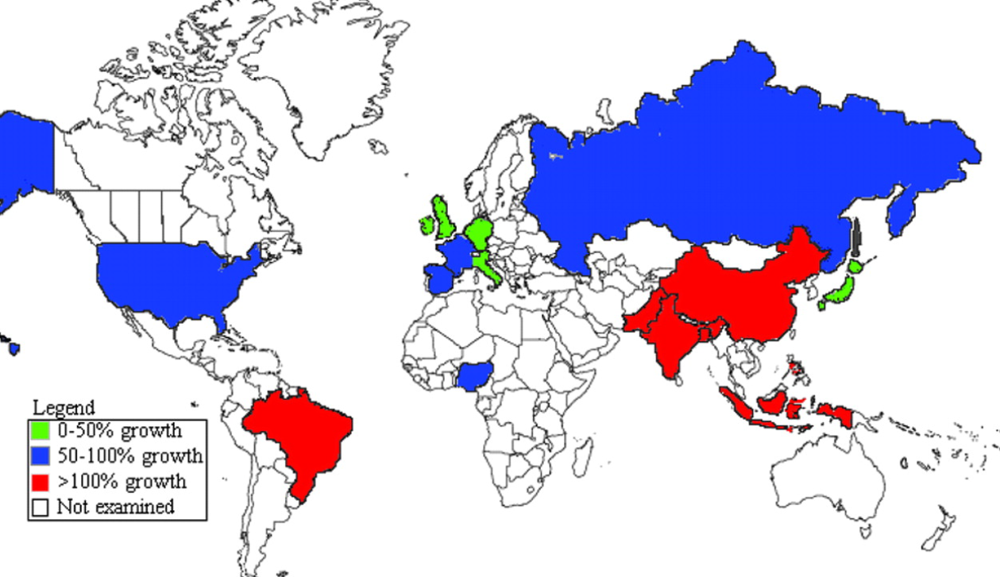 Legend
0-50% growth
50-100% growth
>100% growth
Not examined